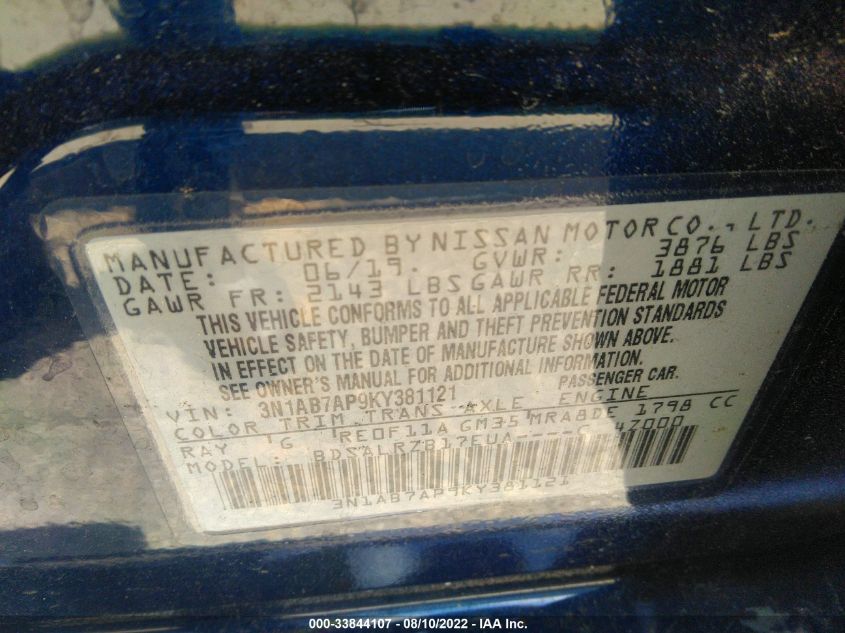 MANUFACTURED BY NISSAN MOTOR CO., LTD.
DATE: 06/19. GVWR: 3876 LBS
GAWR FR: 2143 LBS GAWR RR: 1881 LBS
THIS VEHICLE CONFORMS TO ALL APPLICABLE FEDERAL MOTOR
VEHICLE SAFETY, BUMPER AND THEFT PREVENTION STANDARDS
IN EFFECT ON THE DATE OF MANUFACTURE SHOWN ABOVE.
SEE OWNER'S MANUAL FOR ADDITIONAL INFORMATION.
VIN: 3N1AB7AP9KY381121 PASSENGER CAR.
COLOR TRIM TRANS AXLE ENGINE
RAY G RE0F11A GM35 MRA8DE 1798 CC
MODEL: BDSALRZB17EUA----C 47000
3N1AB7AP9KY381121
000-33844107 - 08/10/2022 - IAA Inc.